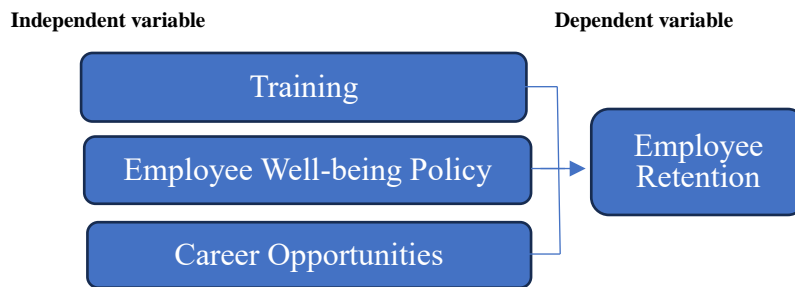 Independent variable
Dependent variable
Training
Employee Well-being Policy
Career Opportunities
Employee
Retention